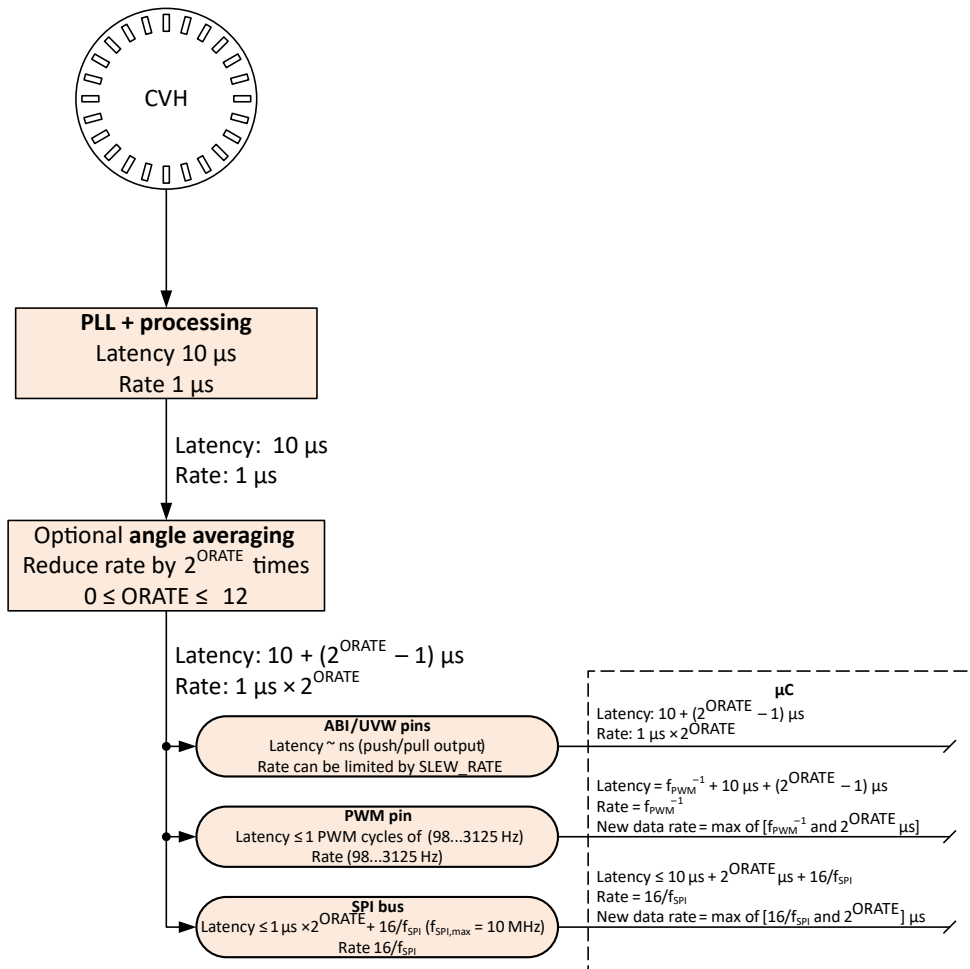 CVH
PLL + processing
Latency 10 µs
Rate 1 µs
Latency: 10 µs
Rate: 1 µs
Optional angle averaging
Reduce rate by 2^ORATE times
0 ≤ ORATE ≤ 12
Latency: 10 + (2^ORATE – 1) µs
Rate: 1 µs × 2^ORATE
ABI/UVW pins
Latency ~ ns (push/pull output)
Rate can be limited by SLEW_RATE
PWM pin
Latency ≤ 1 PWM cycles of (98...3125 Hz)
Rate (98...3125 Hz)
SPI bus
Latency ≤ 1 µs ×2^ORATE + 16/f_SPI (f_SPI,max = 10 MHz)
Rate 16/f_SPI
µC
Latency: 10 + (2^ORATE – 1) µs
Rate: 1 µs × 2^ORATE
Latency = f_PWM^–1 + 10 µs + (2^ORATE – 1) µs
Rate = f_PWM^–1
New data rate = max of [f_PWM^–1 and 2^ORATE µs]
Latency ≤ 10 µs + 2^ORATE µs + 16/f_SPI
Rate = 16/f_SPI
New data rate = max of [16/f_SPI and 2^ORATE] µs